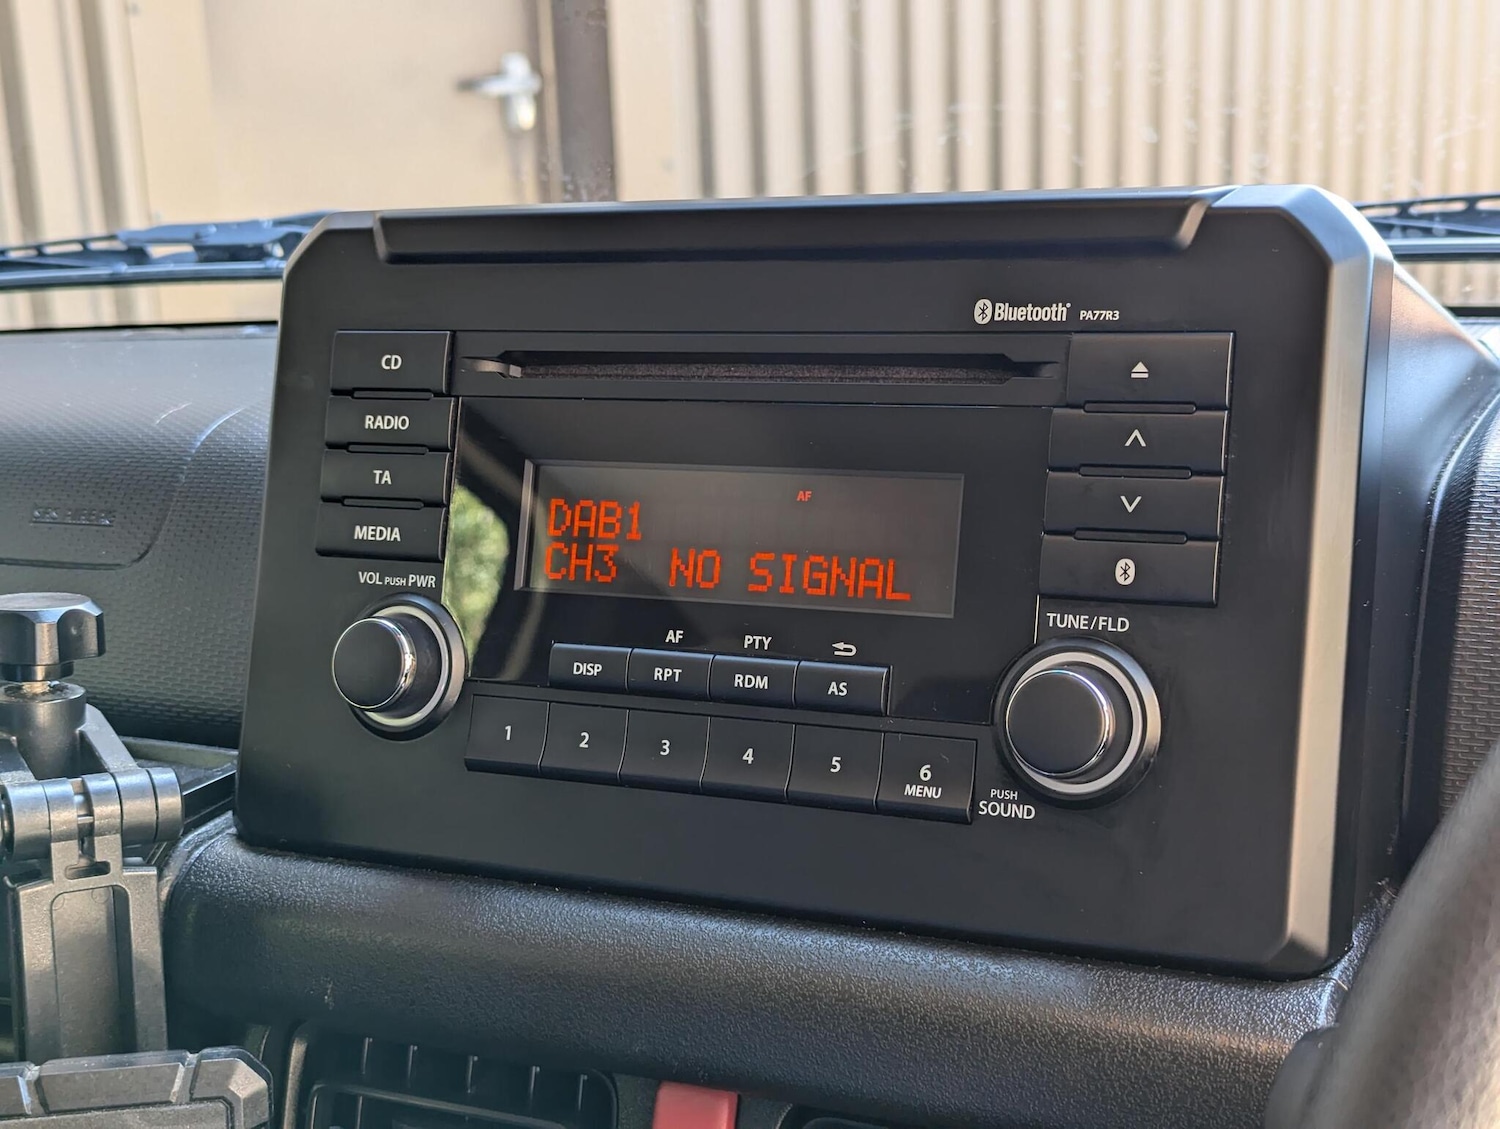 Bluetooth® PA77R3
CD
RADIO
TA
MEDIA
AF
DAB1
CH3 NO SIGNAL
VOL PUSH PWR
TUNE/FLD
AF
PTY
DISP
RPT
RDM
AS
1
2
3
4
5
6
MENU
PUSH
SOUND